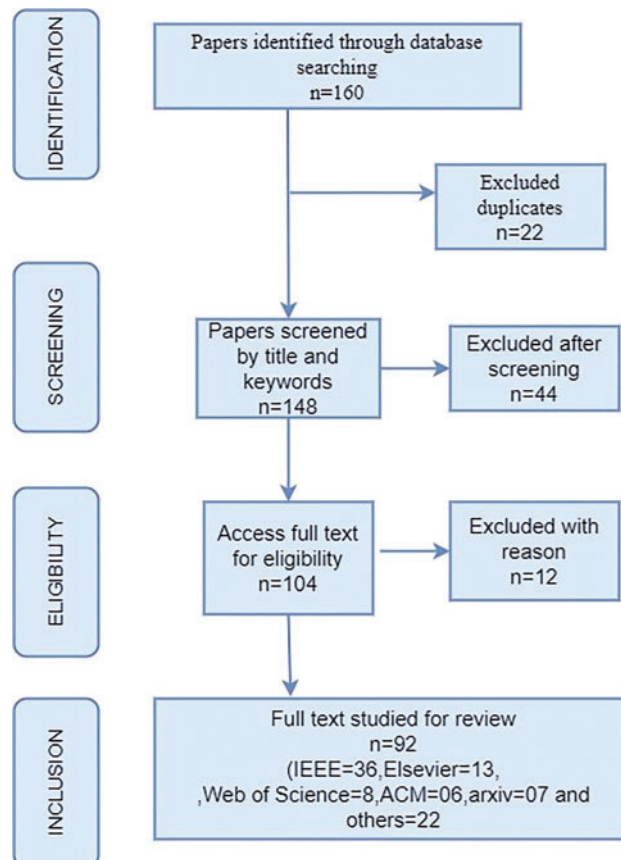 IDENTIFICATION
Papers identified through database
searching
n=160
Excluded
duplicates
n=22
SCREENING
Papers screened
by title and
keywords
n=148
Excluded after
screening
n=44
ELIGIBILITY
Access full text
for eligibility
n=104
Excluded with
reason
n=12
INCLUSION
Full text studied for review
n=92
(IEEE=36,Elsevier=13,
,Web of Science=8,ACM=06,arxiv=07 and
others=22